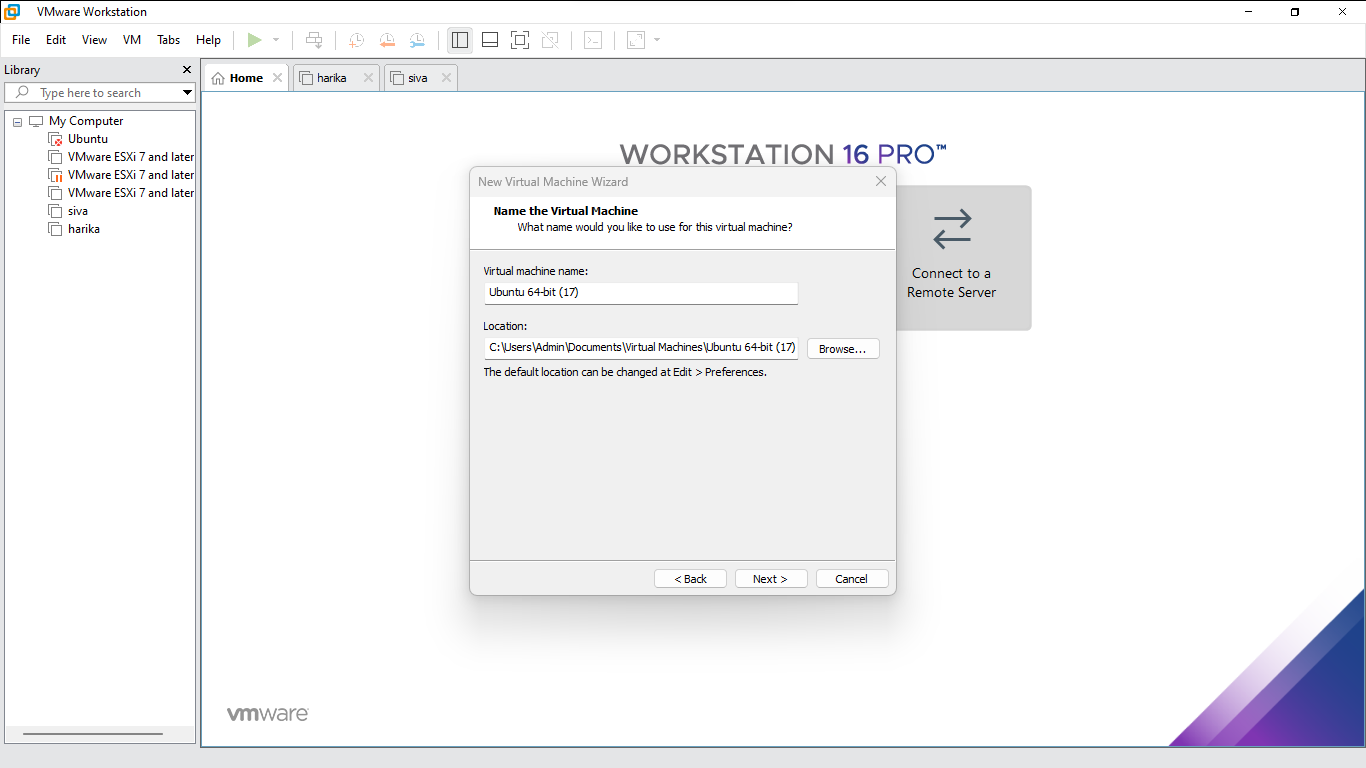 VMware Workstation
File Edit View VM Tabs Help
Library
Type here to search
My Computer
Ubuntu
VMware ESXi 7 and later
VMware ESXi 7 and later
VMware ESXi 7 and later
siva
harika
Home harika siva
WORKSTATION 16 PRO™
New Virtual Machine Wizard
Name the Virtual Machine
What name would you like to use for this virtual machine?
Virtual machine name:
Ubuntu 64-bit (17)
Location:
C:\Users\Admin\Documents\Virtual Machines\Ubuntu 64-bit (17) Browse...
The default location can be changed at Edit > Preferences.
< Back Next > Cancel
Connect to a
Remote Server
vmware